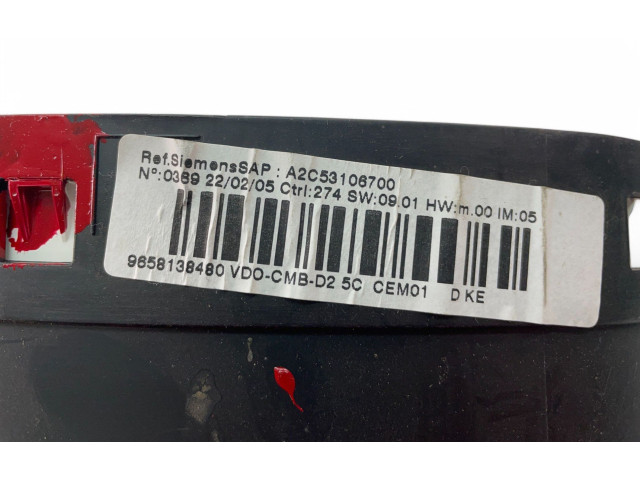 Ref.SiemensSAP : A2C53106700
N°:0369 22/02/05 Ctrl:274 SW:09.01 HW:m.00 IM:05
9658138480 VDO-CMB-D2 5C CEM01 D KE